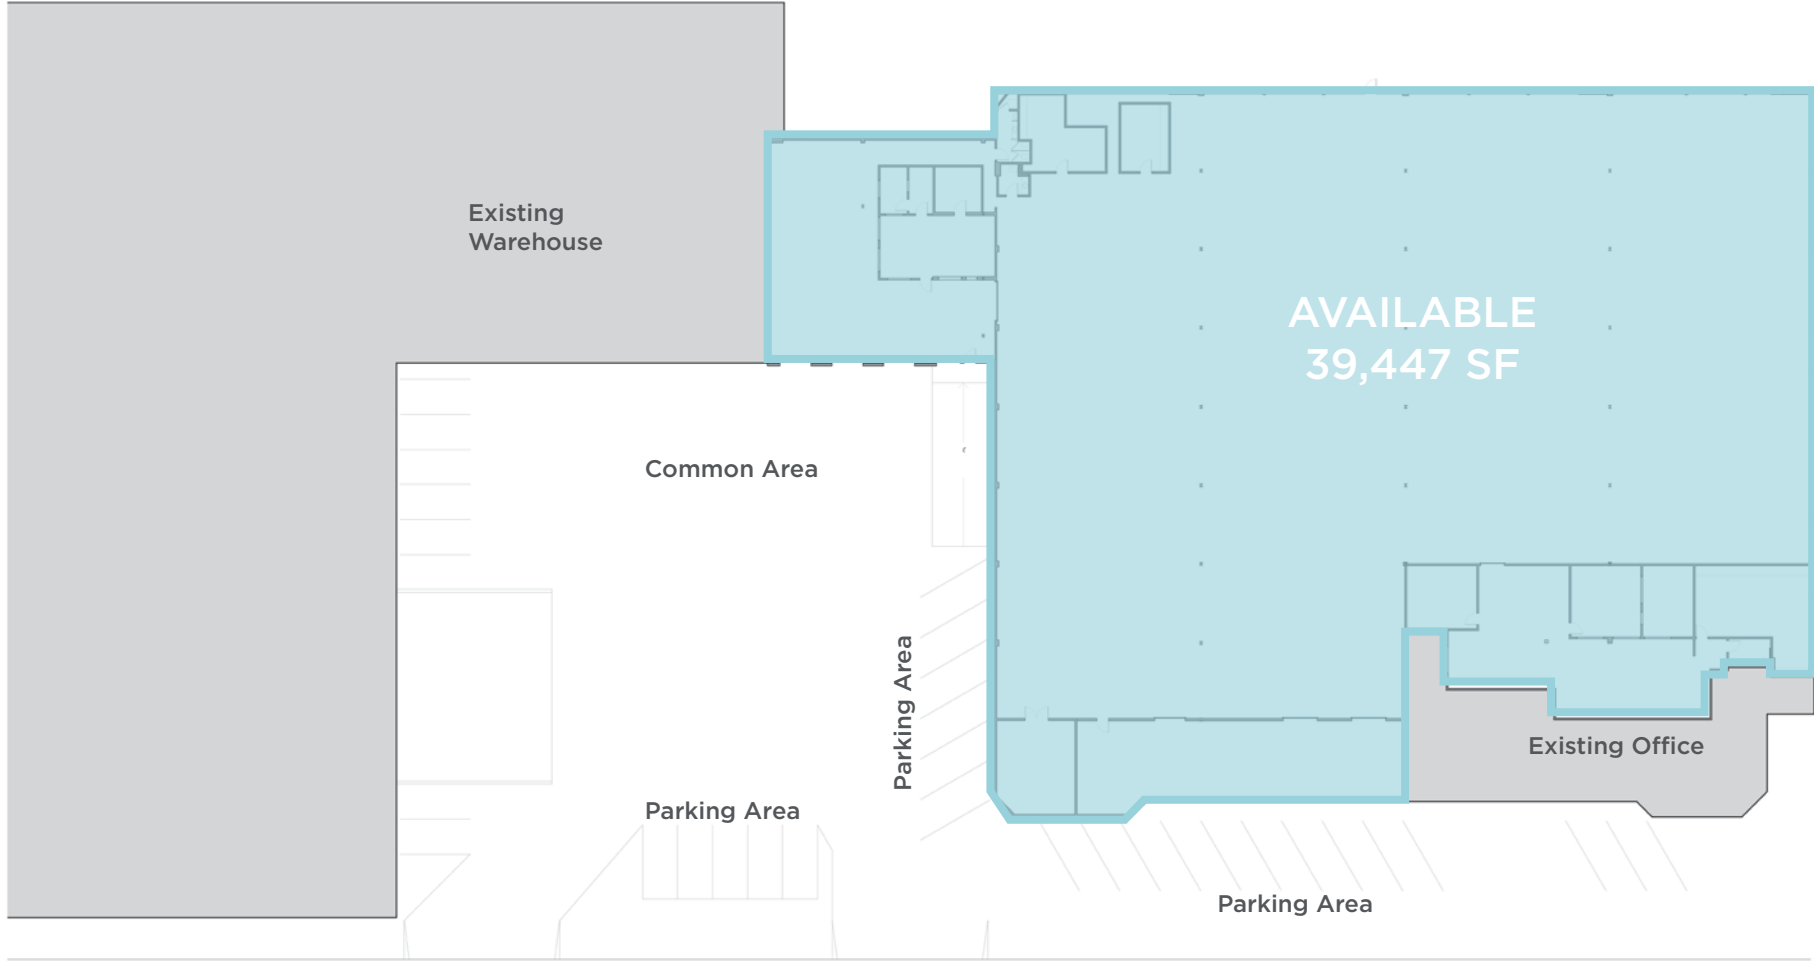 Existing
Warehouse
AVAILABLE
39,447 SF
Common Area
Parking Area
Parking Area
Existing Office
Parking Area